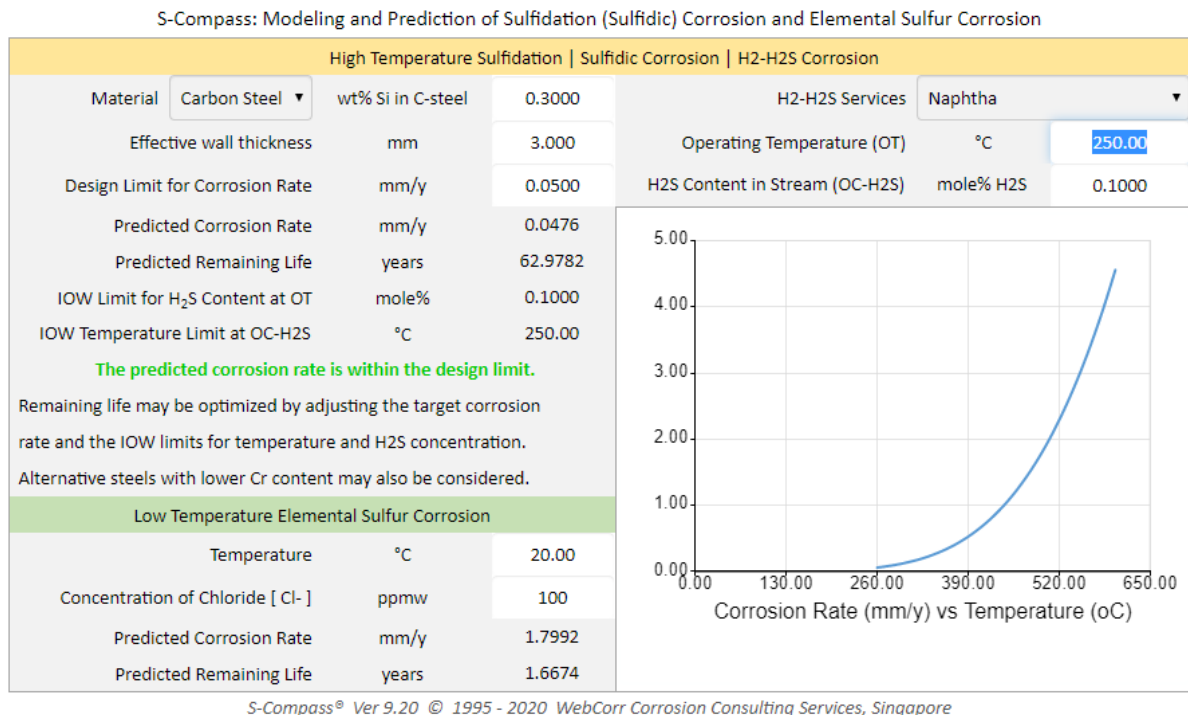 S-Compass: Modeling and Prediction of Sulfidation (Sulfidic) Corrosion and Elemental Sulfur Corrosion
High Temperature Sulfidation | Sulfidic Corrosion | H2-H2S Corrosion
Material Carbon Steel ▼ wt% Si in C-steel 0.3000 H2-H2S Services Naphtha ▼
Effective wall thickness mm 3.000 Operating Temperature (OT) °C 250.00
Design Limit for Corrosion Rate mm/y 0.0500 H2S Content in Stream (OC-H2S) mole% H2S 0.1000
Predicted Corrosion Rate mm/y 0.0476
Predicted Remaining Life years 62.9782
IOW Limit for H₂S Content at OT mole% 0.1000
IOW Temperature Limit at OC-H2S °C 250.00
The predicted corrosion rate is within the design limit.
Remaining life may be optimized by adjusting the target corrosion
rate and the IOW limits for temperature and H2S concentration.
Alternative steels with lower Cr content may also be considered.
Low Temperature Elemental Sulfur Corrosion
Temperature °C 20.00
Concentration of Chloride [ Cl- ] ppmw 100
Predicted Corrosion Rate mm/y 1.7992
Predicted Remaining Life years 1.6674
5.00
4.00
3.00
2.00
1.00
0.00
0.00 130.00 260.00 390.00 520.00 650.00
Corrosion Rate (mm/y) vs Temperature (oC)
S-Compass® Ver 9.20 © 1995 - 2020 WebCorr Corrosion Consulting Services, Singapore